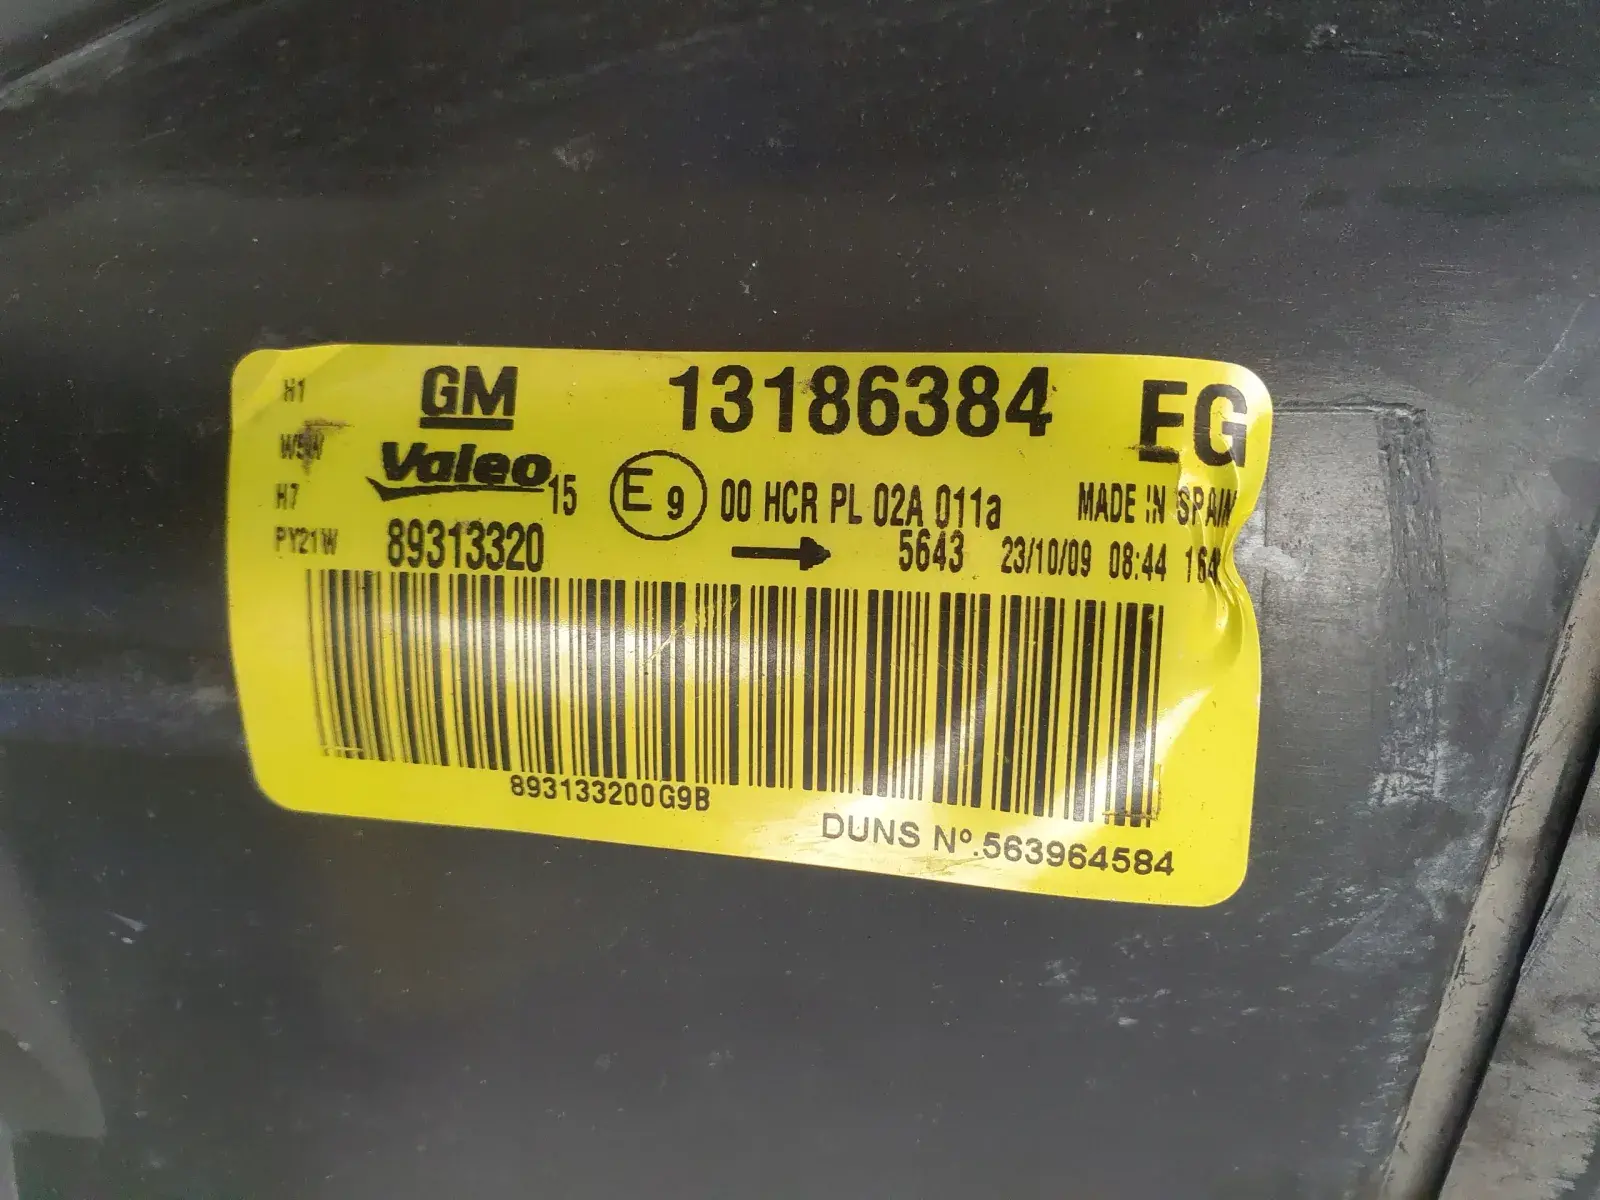 H1 GM 13186384 EG
W5W Valeo 15 E 9 00 HCR PL 02A 011a MADE IN SPAIN
H7
PY21W 89313320 5643 23/10/09 08:44 164
893133200G9B
DUNS Nº.563964584